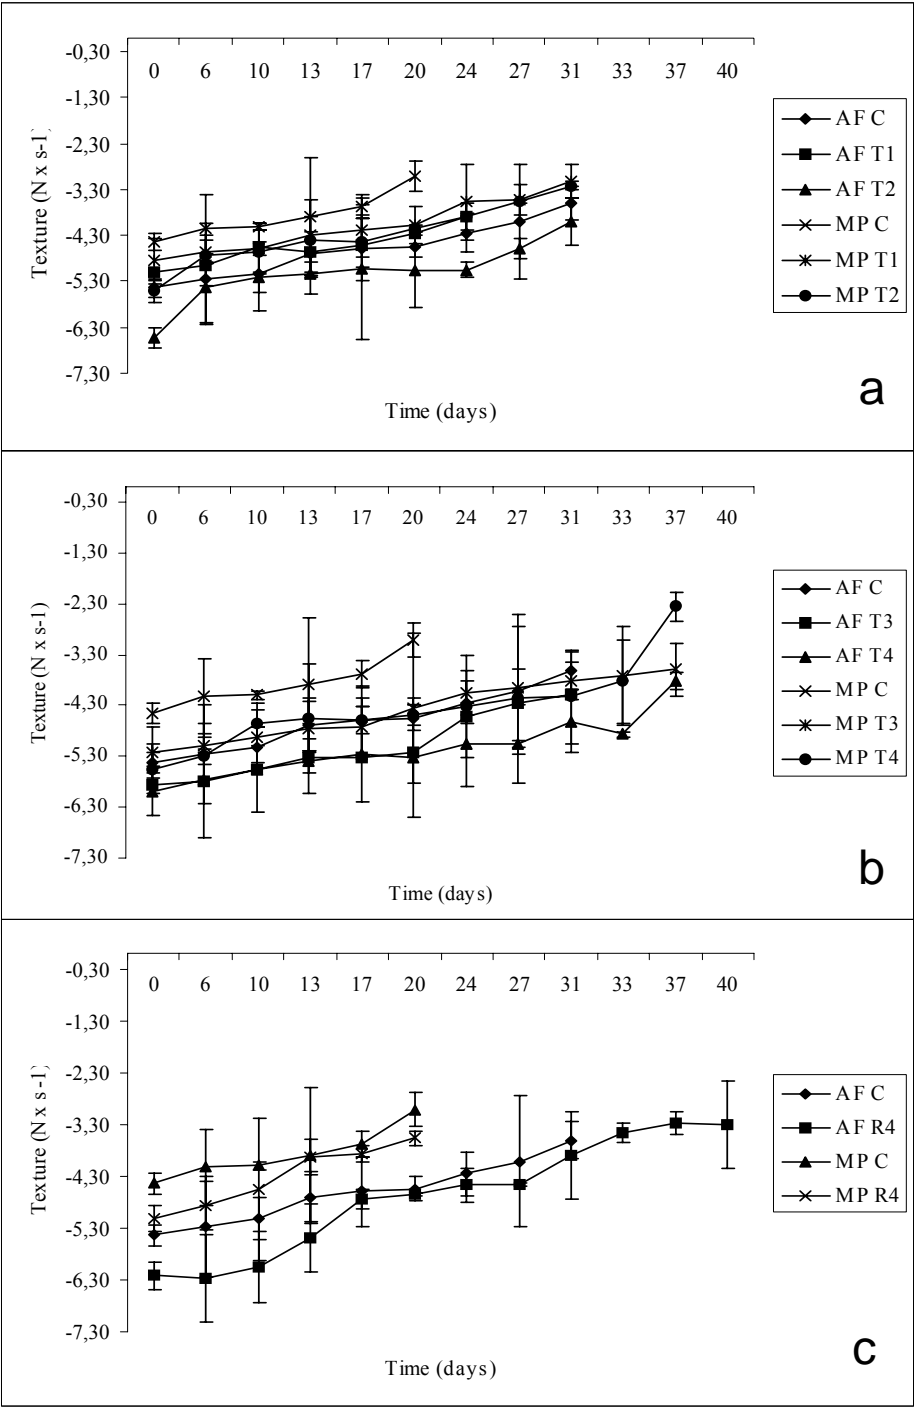 -0,30
0 6 10 13 17 20 24 27 31 33 37 40
-1,30
-2,30
-3,30
-4,30
-5,30
-6,30
-7,30
Texture (N x s-1)
Time (days)
AF C
AF T1
AF T2
MP C
MP T1
MP T2
a
-0,30
0 6 10 13 17 20 24 27 31 33 37 40
-1,30
-2,30
-3,30
-4,30
-5,30
-6,30
-7,30
Texture (N x s-1)
Time (days)
AF C
AF T3
AF T4
MP C
MP T3
MP T4
b
-0,30
0 6 10 13 17 20 24 27 31 33 37 40
-1,30
-2,30
-3,30
-4,30
-5,30
-6,30
-7,30
Texture (N x s-1)
Time (days)
AF C
AF R4
MP C
MP R4
c